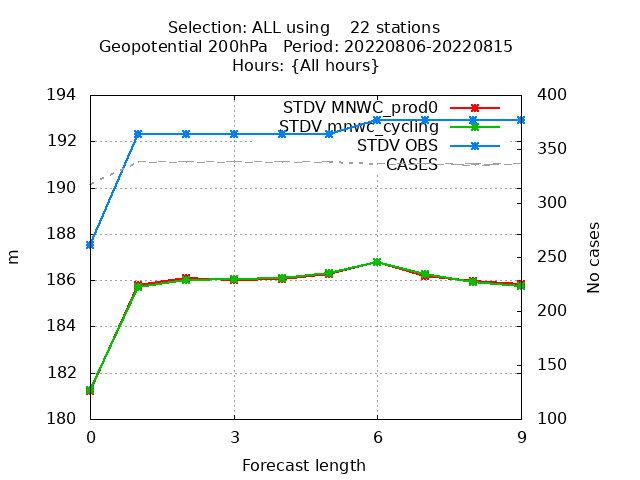 Selection: ALL using    22 stations
Geopotential 200hPa   Period: 20220806-20220815
Hours: {All hours}
194
192
190
188
186
184
182
180
m
STDV MNWC_prod0
STDV mnwc_cycling
STDV OBS
CASES
400
350
300
250
200
150
100
No cases
0
3
6
9
Forecast length